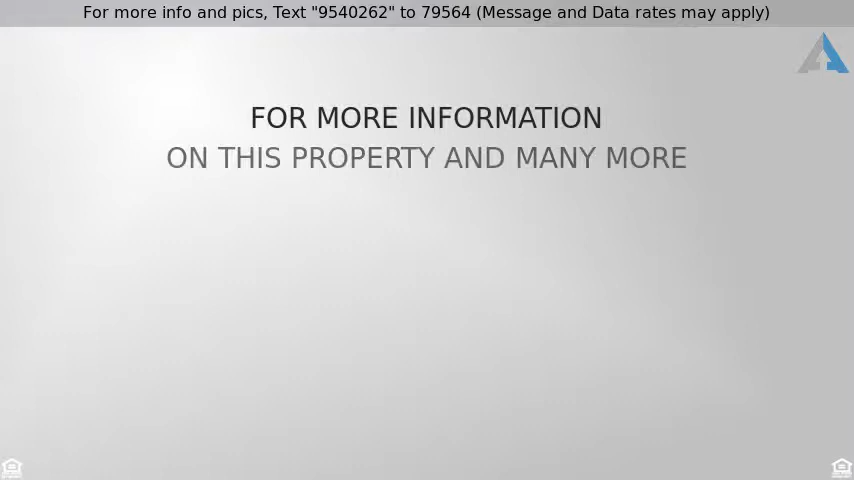 For more info and pics, Text "9540262" to 79564 (Message and Data rates may apply)
FOR MORE INFORMATION
ON THIS PROPERTY AND MANY MORE